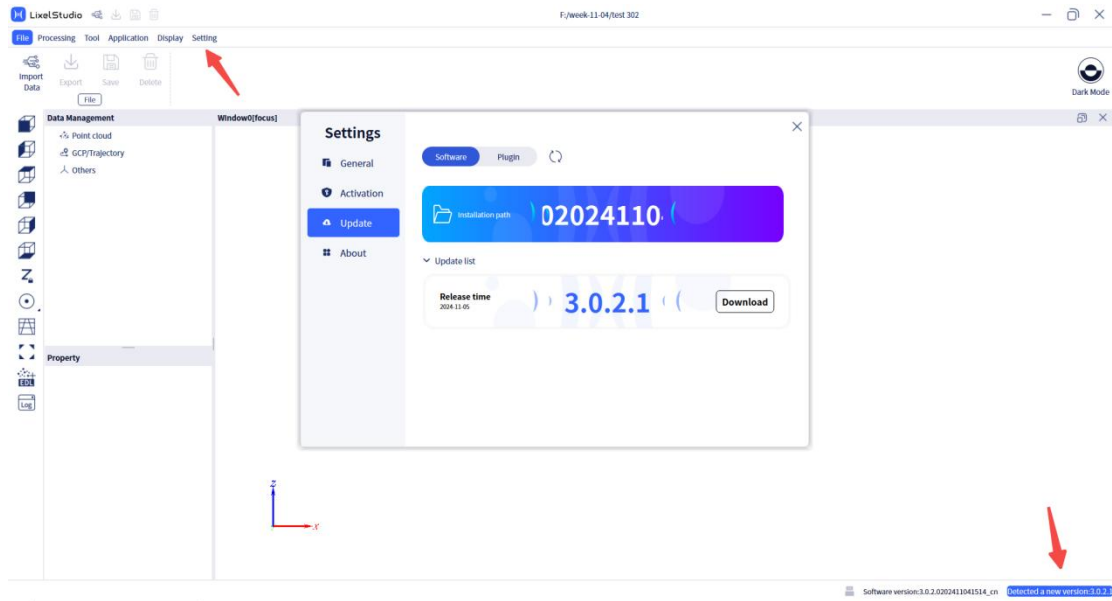 LixelStudio
F:/week-11-04/test 302
File Processing Tool Application Display Setting
Import Data
Export Save Delete
File
Dark Mode
Data Management
Window0[focus]
Point cloud
GCP/Trajectory
Others
Z
EDL
Log
Property
Settings
General
Activation
Update
About
Software Plugin
Installation path
02024110
Update list
Release time
2024-11-05
3.0.2.1
Download
Z
X
Software version:3.0.2.0202411041514_cn
Detected a new version:3.0.2.